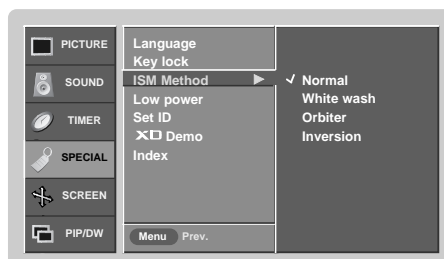 PICTURE
SOUND
TIMER
SPECIAL
SCREEN
PIP/DW
Language
Key lock
ISM Method
Low power
Set ID
XD Demo
Index
Menu Prev.
Normal
White wash
Orbiter
Inversion